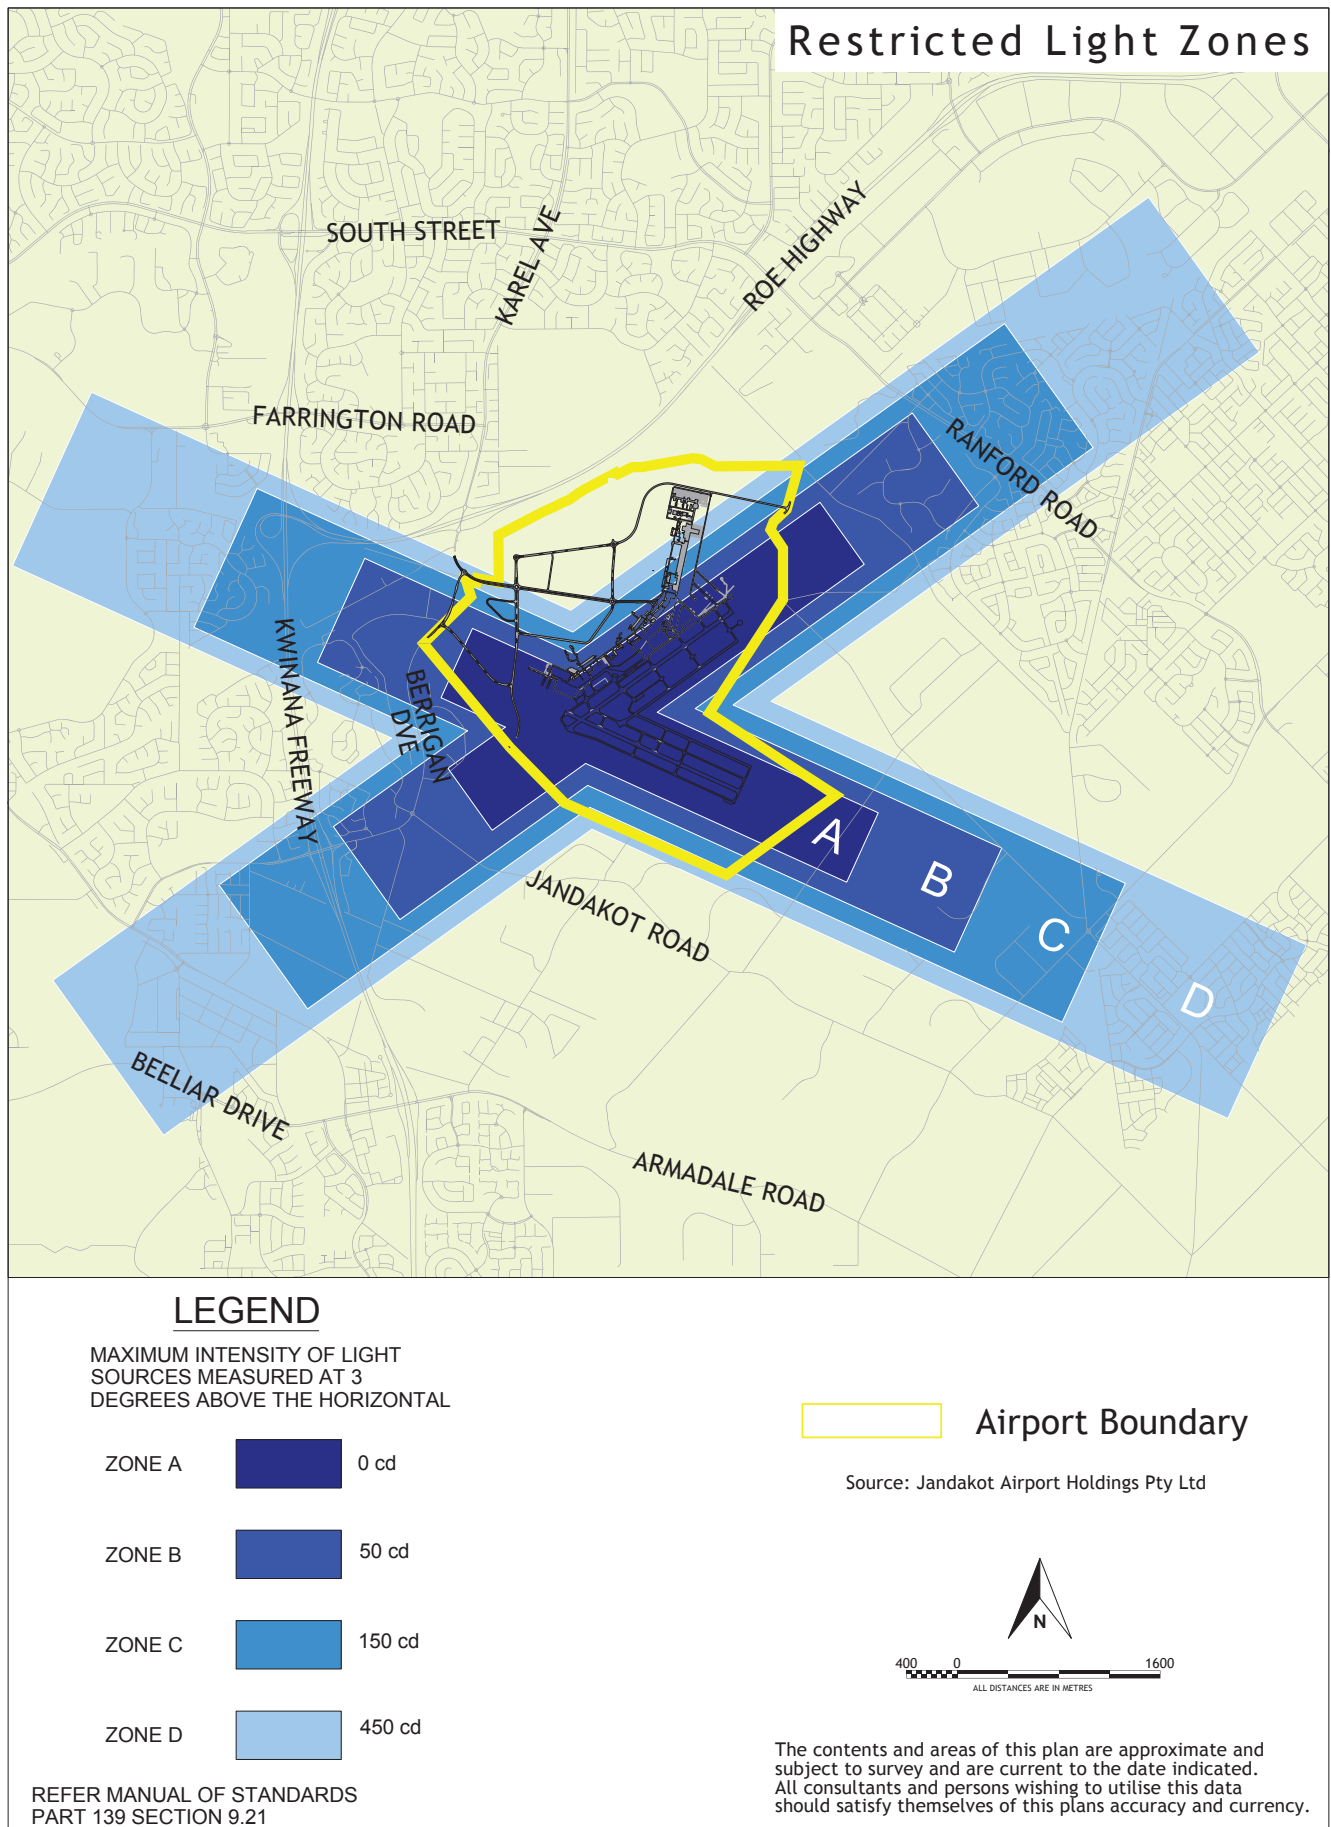 Restricted Light Zones
SOUTH STREET
KAREL AVE
ROE HIGHWAY
FARRINGTON ROAD
RANFORD ROAD
KWINANA FREEWAY
BERRIGAN
DVE
A
B
C
D
JANDAKOT ROAD
BEELIAR DRIVE
ARMADALE ROAD
LEGEND
MAXIMUM INTENSITY OF LIGHT
SOURCES MEASURED AT 3
DEGREES ABOVE THE HORIZONTAL
ZONE A 0 cd
ZONE B 50 cd
ZONE C 150 cd
ZONE D 450 cd
REFER MANUAL OF STANDARDS
PART 139 SECTION 9.21
Airport Boundary
Source: Jandakot Airport Holdings Pty Ltd
N
400 0 1600
ALL DISTANCES ARE IN METRES
The contents and areas of this plan are approximate and
subject to survey and are current to the date indicated.
All consultants and persons wishing to utilise this data
should satisfy themselves of this plans accuracy and currency.